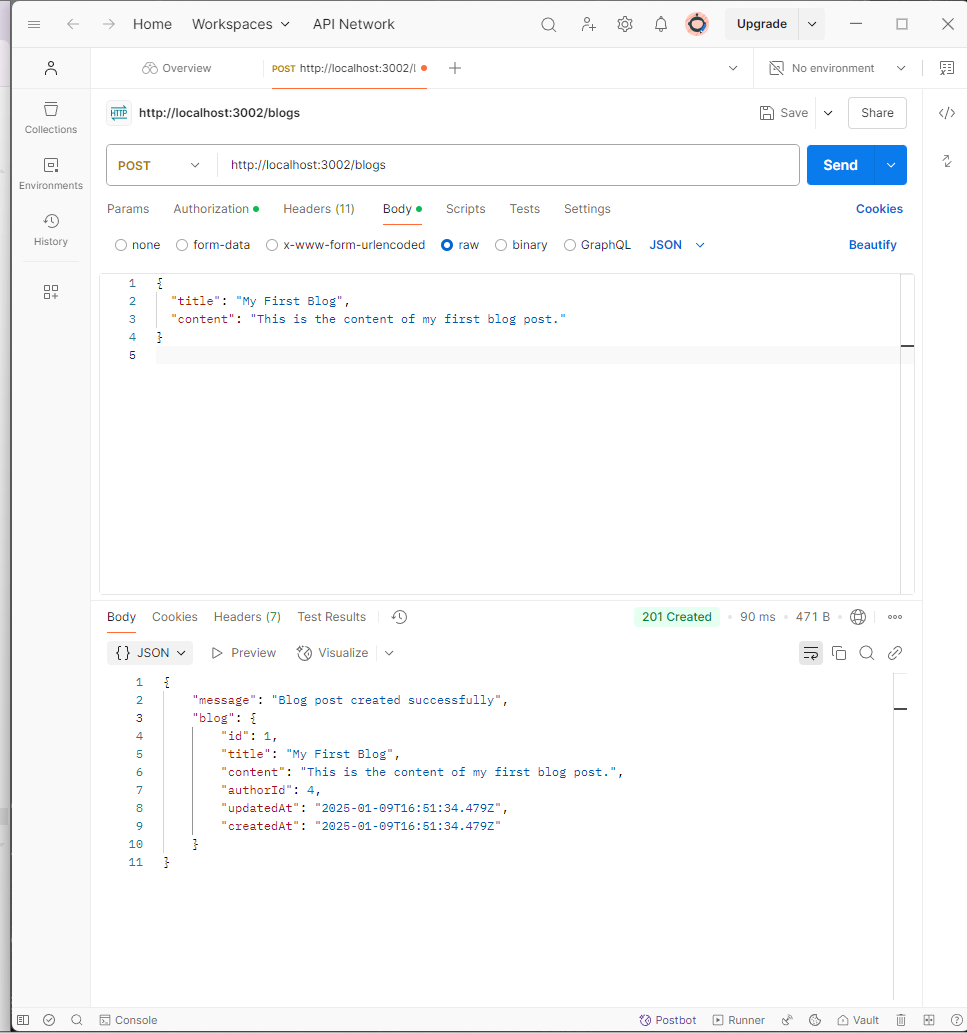 Home Workspaces API Network Upgrade
Overview POST http://localhost:3002/l No environment
HTTP http://localhost:3002/blogs Save Share
Collections
Environments
History
POST http://localhost:3002/blogs Send
Params Authorization Headers (11) Body Scripts Tests Settings Cookies
none form-data x-www-form-urlencoded raw binary GraphQL JSON Beautify
1 {
2 "title": "My First Blog",
3 "content": "This is the content of my first blog post."
4 }
5
Body Cookies Headers (7) Test Results 201 Created 90 ms 471 B
{} JSON Preview Visualize
1 {
2 "message": "Blog post created successfully",
3 "blog": {
4 "id": 1,
5 "title": "My First Blog",
6 "content": "This is the content of my first blog post.",
7 "authorId": 4,
8 "updatedAt": "2025-01-09T16:51:34.479Z",
9 "createdAt": "2025-01-09T16:51:34.479Z"
10 }
11 }
Console Postbot Runner Vault